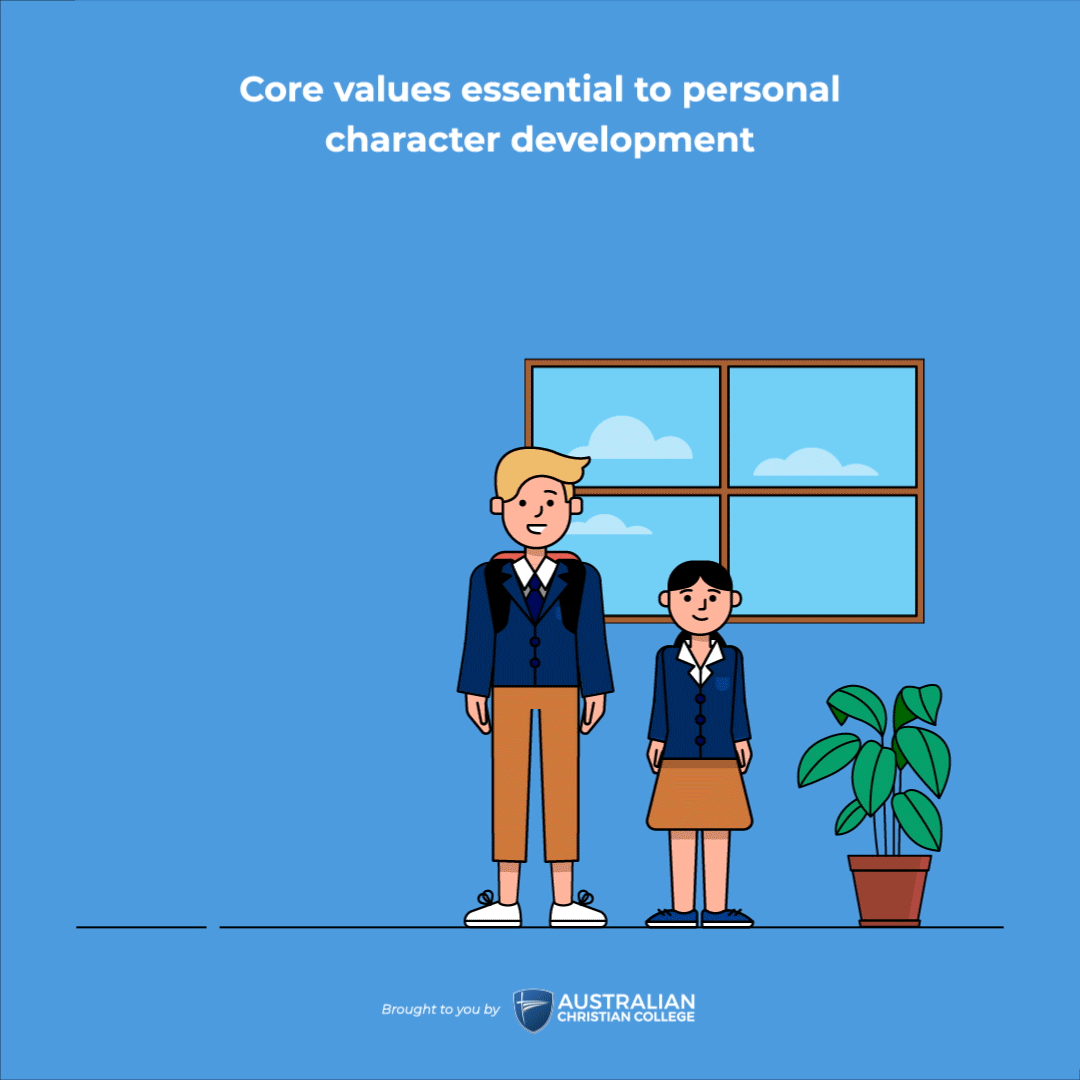 Core values essential to personal
character development
Brought to you by
AUSTRALIAN
CHRISTIAN COLLEGE